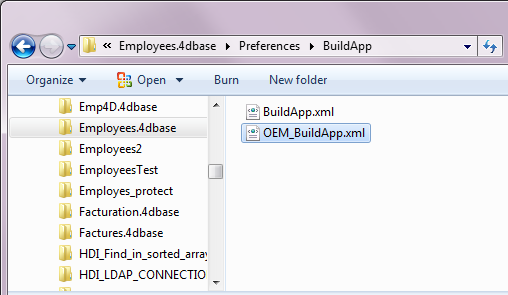 « Employees.4dbase ▸ Preferences ▸ BuildApp
Organize Open Burn New folder
Emp4D.4dbase
Employees.4dbase
Employees2
EmployeesTest
Employes_protect
Facturation.4dbase
Factures.4dbase
HDI_Find_in_sorted_array
HDI_LDAP_CONNECTIO
BuildApp.xml
OEM_BuildApp.xml